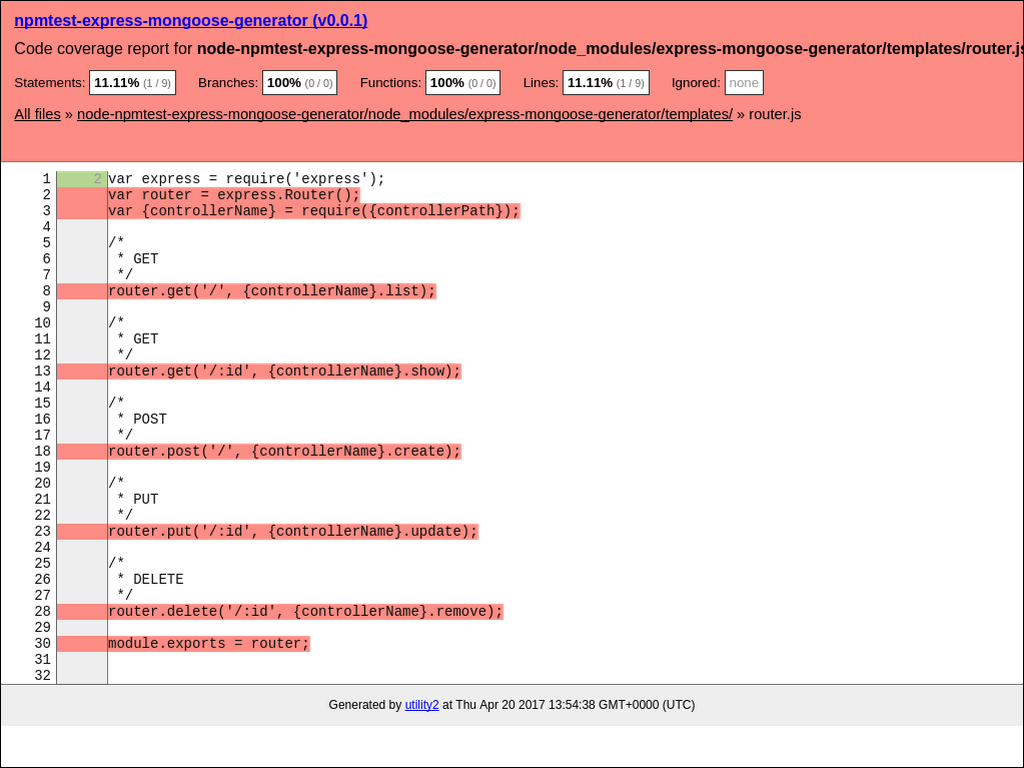 npmtest-express-mongoose-generator (v0.0.1)
Code coverage report for node-npmtest-express-mongoose-generator/node_modules/express-mongoose-generator/templates/router.js
Statements: 11.11% (1 / 9) Branches: 100% (0 / 0) Functions: 100% (0 / 0) Lines: 11.11% (1 / 9) Ignored: none
All files » node-npmtest-express-mongoose-generator/node_modules/express-mongoose-generator/templates/ » router.js
1 2 var express = require('express');
2 var router = express.Router();
3 var {controllerName} = require({controllerPath});
4
5 /*
6  * GET
7  */
8 router.get('/', {controllerName}.list);
9
10 /*
11  * GET
12  */
13 router.get('/:id', {controllerName}.show);
14
15 /*
16  * POST
17  */
18 router.post('/', {controllerName}.create);
19
20 /*
21  * PUT
22  */
23 router.put('/:id', {controllerName}.update);
24
25 /*
26  * DELETE
27  */
28 router.delete('/:id', {controllerName}.remove);
29
30 module.exports = router;
31
32
Generated by utility2 at Thu Apr 20 2017 13:54:38 GMT+0000 (UTC)